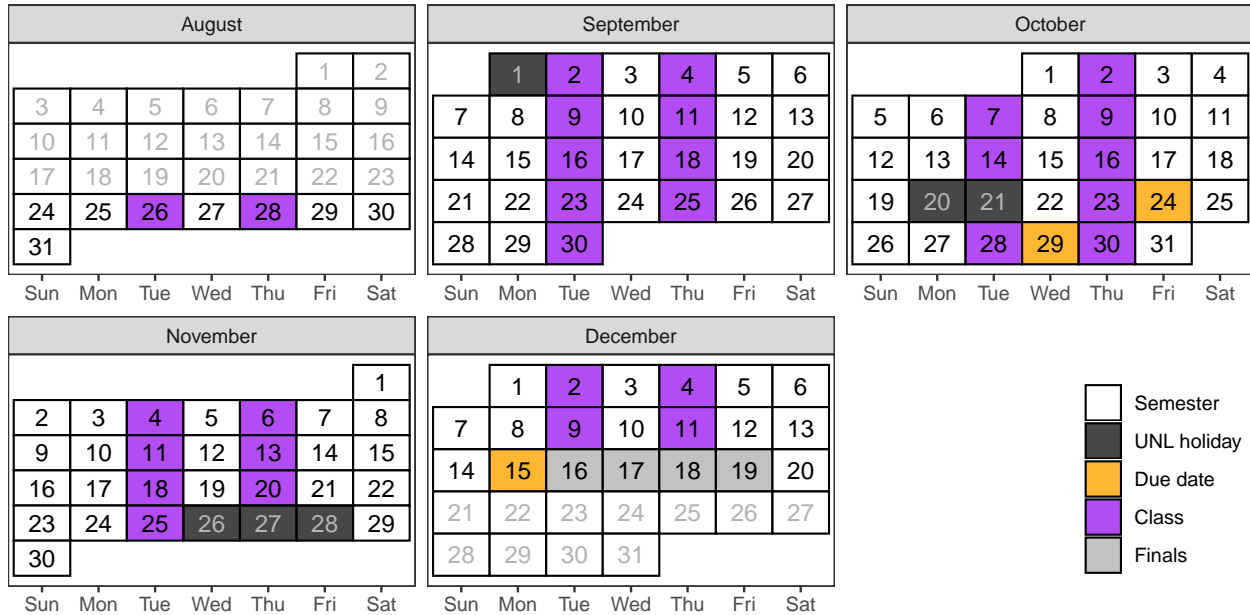 August
1 2
3 4 5 6 7 8 9
10 11 12 13 14 15 16
17 18 19 20 21 22 23
24 25 26 27 28 29 30
31
Sun Mon Tue Wed Thu Fri Sat
September
1 2 3 4 5 6
7 8 9 10 11 12 13
14 15 16 17 18 19 20
21 22 23 24 25 26 27
28 29 30
Sun Mon Tue Wed Thu Fri Sat
October
1 2 3 4
5 6 7 8 9 10 11
12 13 14 15 16 17 18
19 20 21 22 23 24 25
26 27 28 29 30 31
Sun Mon Tue Wed Thu Fri Sat
November
1
2 3 4 5 6 7 8
9 10 11 12 13 14 15
16 17 18 19 20 21 22
23 24 25 26 27 28 29
30
Sun Mon Tue Wed Thu Fri Sat
December
1 2 3 4 5 6
7 8 9 10 11 12 13
14 15 16 17 18 19 20
21 22 23 24 25 26 27
28 29 30 31
Sun Mon Tue Wed Thu Fri Sat
Semester
UNL holiday
Due date
Class
Finals